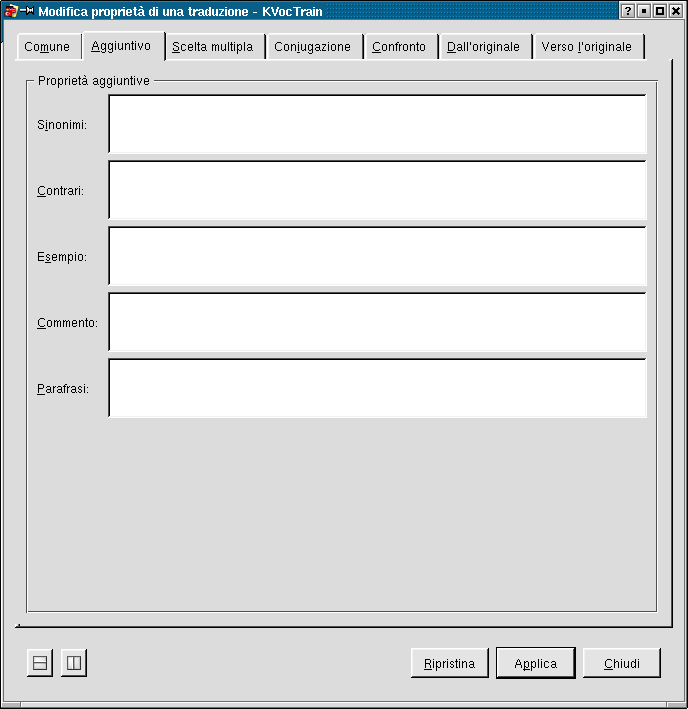 Modifica proprietà di una traduzione - KVocTrain
Comune Aggiuntivo Scelta multipla Conjugazione Confronto Dall'originale Verso l'originale
Proprietà aggiuntive
Sinonimi:
Contrari:
Esempio:
Commento:
Parafrasi:
Ripristina Applica Chiudi